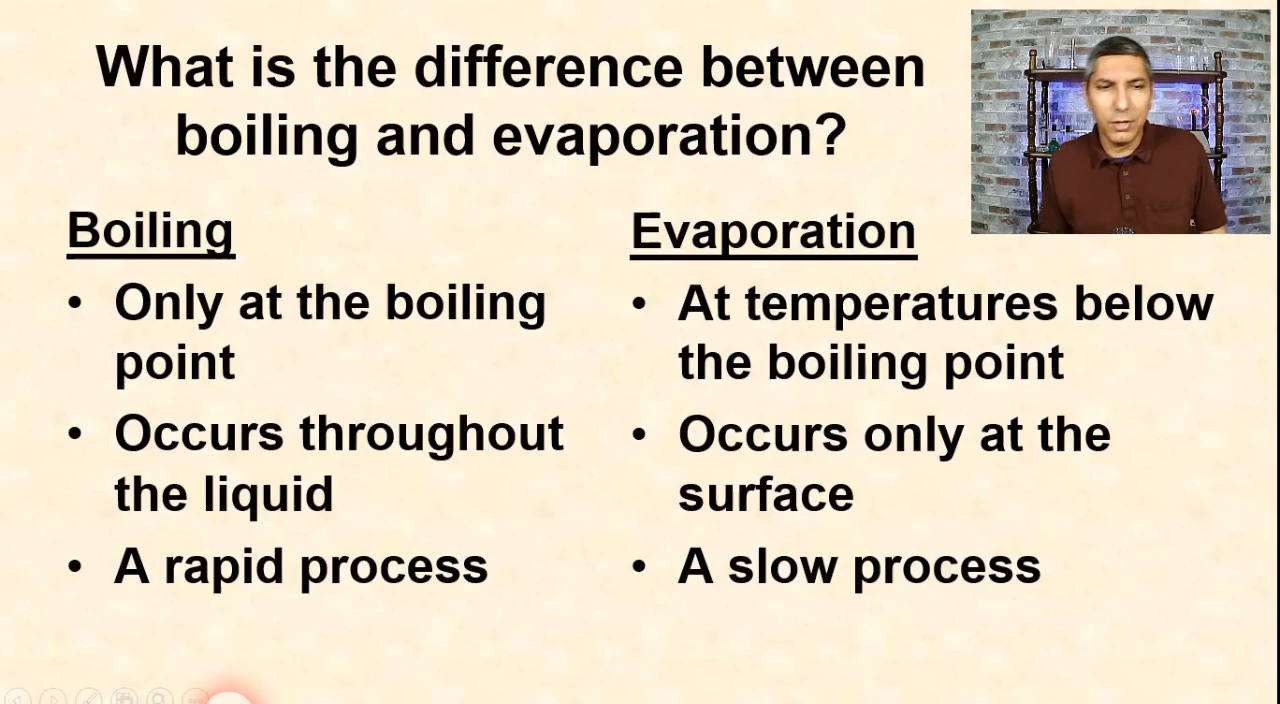 What is the difference between
boiling and evaporation?
Boiling
• Only at the boiling
point
• Occurs throughout
the liquid
• A rapid process
Evaporation
• At temperatures below
the boiling point
• Occurs only at the
surface
• A slow process